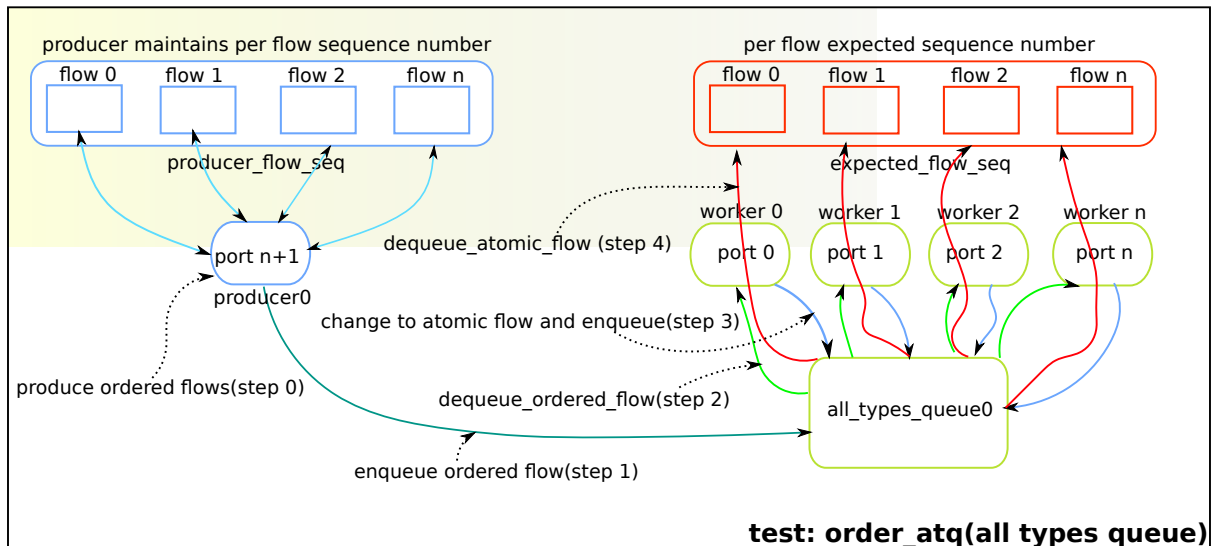 producer maintains per flow sequence number
per flow expected sequence number
flow 0 flow 1 flow 2 flow n
flow 0 flow 1 flow 2 flow n
producer_flow_seq
expected_flow_seq
worker 0 worker 1 worker 2 worker n
dequeue_atomic_flow (step 4)
port n+1
port 0 port 1 port 2 port n
producer0
change to atomic flow and enqueue(step 3)
produce ordered flows(step 0)
dequeue_ordered_flow(step 2)
all_types_queue0
enqueue ordered flow(step 1)
test: order_atq(all types queue)